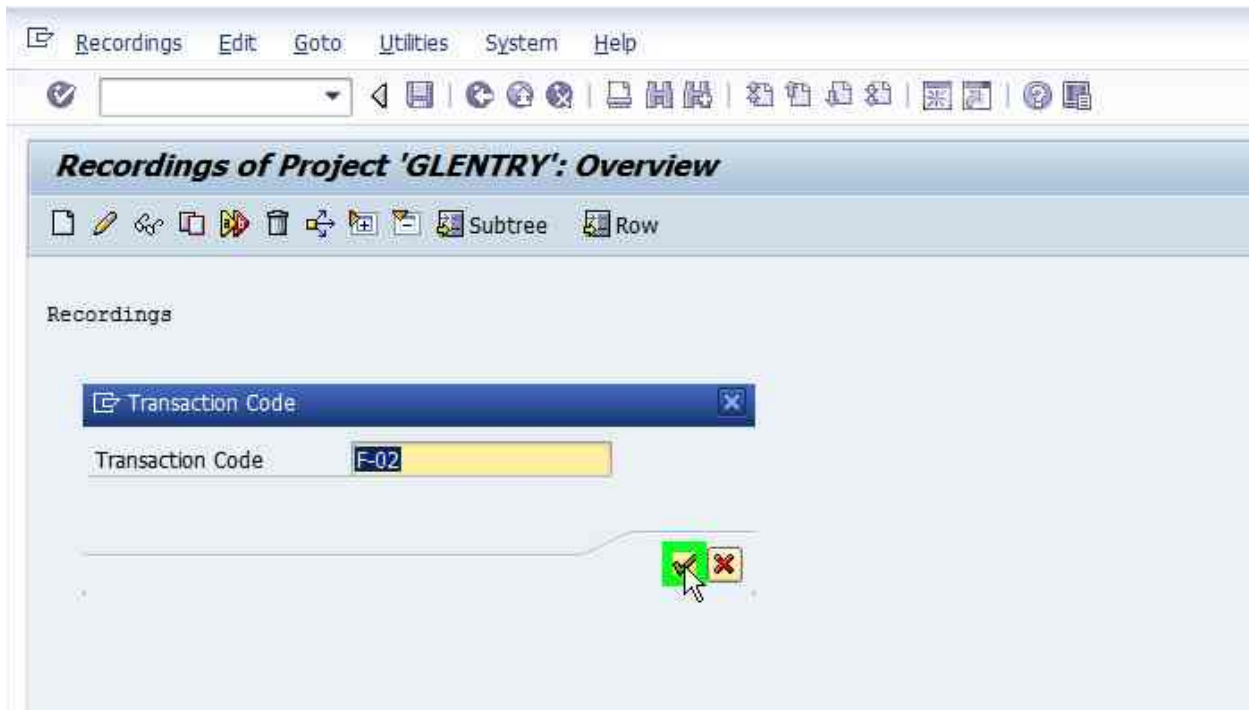 Recordings Edit Goto Utilities System Help
Recordings of Project 'GLENTRY': Overview
Subtree Row
Recordings
Transaction Code
Transaction Code F-02